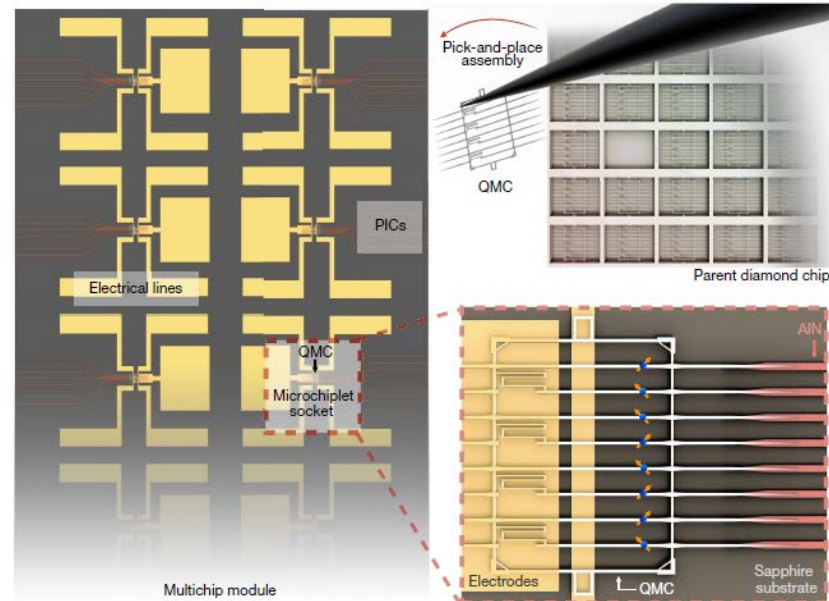 Pick-and-place
assembly
QMC
Parent diamond chip
PICs
Electrical lines
QMC
Microchiplet
socket
Multichip module
AlN
Electrodes
QMC
Sapphire
substrate